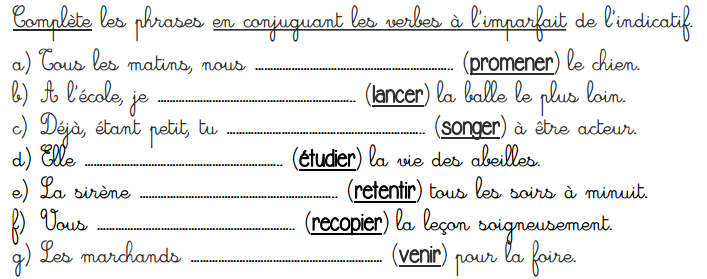 Complète les phrases en conjuguant les verbes à l'imparfait de l'indicatif.
a) Tous les matins, nous ................................................ (promener) le chien.
b) A l'école, je ................................................ (lancer) la balle le plus loin.
c) Déjà, étant petit, tu ................................................ (songer) à être acteur.
d) Elle ................................................ (étudier) la vie des abeilles.
e) La sirène ................................................ (retentir) tous les soirs à minuit.
f) Vous ................................................ (recopier) la leçon soigneusement.
g) Les marchands ................................................ (venir) pour la foire.